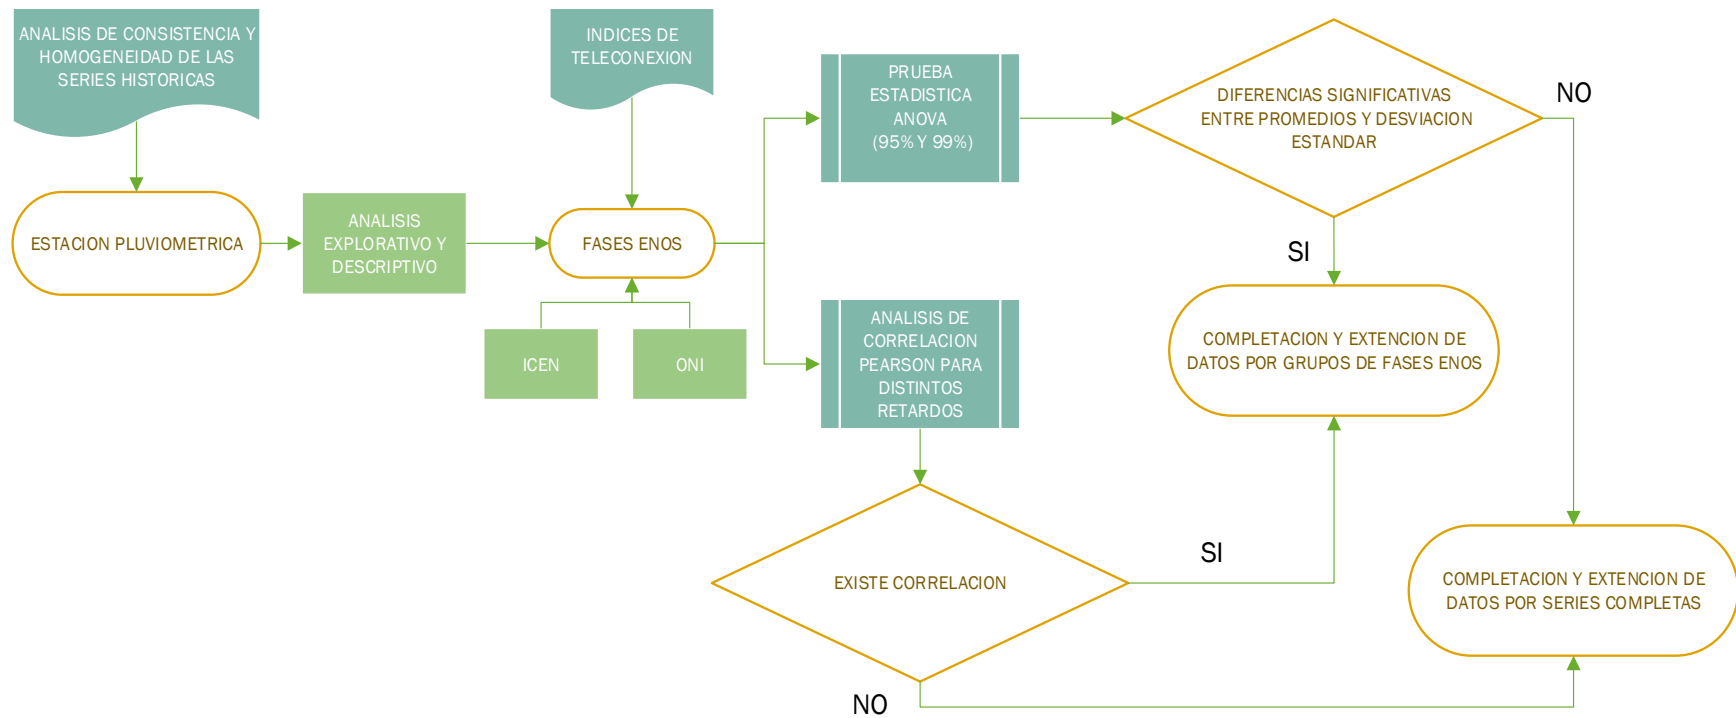 ANALISIS DE CONSISTENCIA Y
HOMOGENEIDAD DE LAS
SERIES HISTORICAS
INDICES DE
TELECONEXION
PRUEBA
ESTADISTICA
ANOVA
(95% Y 99%)
DIFERENCIAS SIGNIFICATIVAS
ENTRE PROMEDIOS Y DESVIACION
ESTANDAR
NO
ESTACION PLUVIOMETRICA
ANALISIS
EXPLORATIVO Y
DESCRIPTIVO
FASES ENOS
SI
ICEN
ONI
ANALISIS DE
CORRELACION
PEARSON PARA
DISTINTOS
RETARDOS
COMPLETACION Y EXTENCION DE
DATOS POR GRUPOS DE FASES ENOS
EXISTE CORRELACION
SI
COMPLETACION Y EXTENCION DE
DATOS POR SERIES COMPLETAS
NO